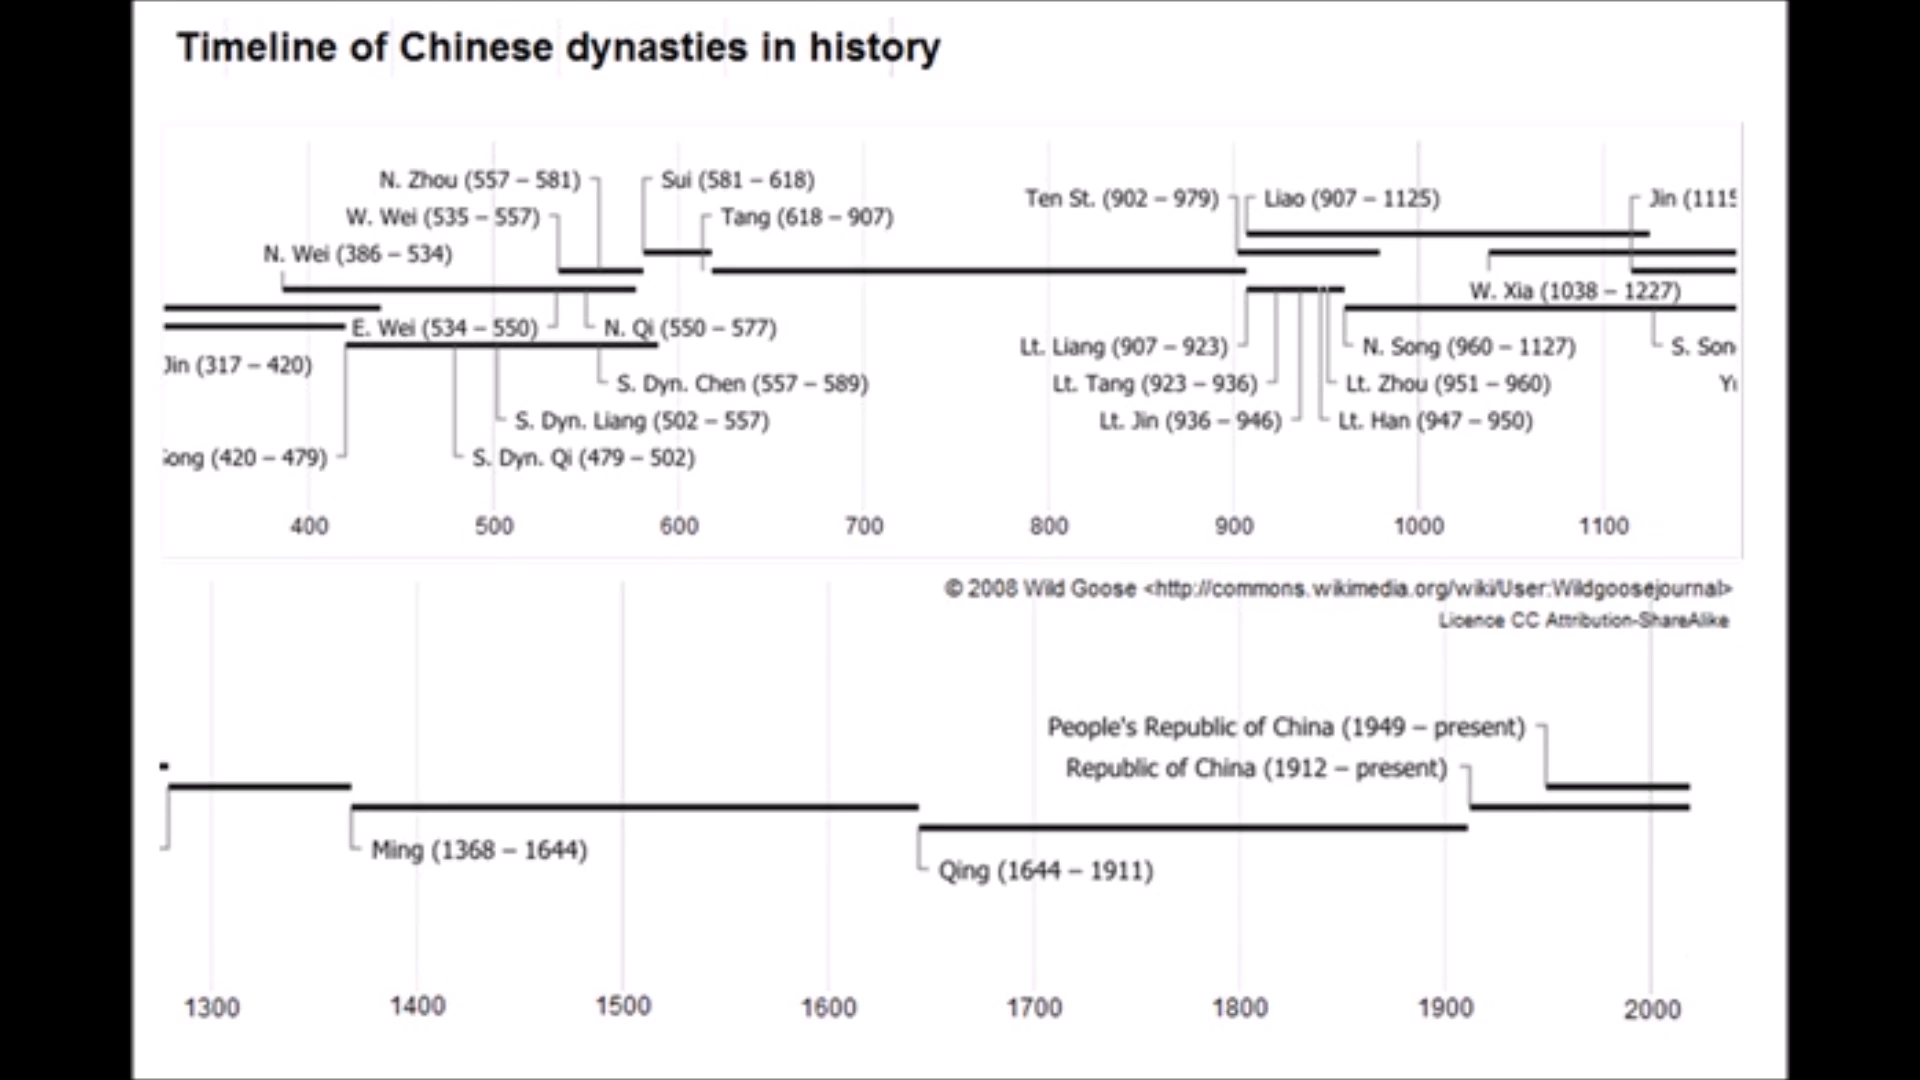 Timeline of Chinese dynasties in history
N. Zhou (557 – 581)
Sui (581 – 618)
Ten St. (902 – 979)
Liao (907 – 1125)
Jin (1115
W. Wei (535 – 557)
Tang (618 – 907)
N. Wei (386 – 534)
W. Xia (1038 – 1227)
E. Wei (534 – 550)
N. Qi (550 – 577)
Lt. Liang (907 – 923)
N. Song (960 – 1127)
S. Son
Jin (317 – 420)
S. Dyn. Chen (557 – 589)
Lt. Tang (923 – 936)
Lt. Zhou (951 – 960)
S. Dyn. Liang (502 – 557)
Lt. Jin (936 – 946)
Lt. Han (947 – 950)
ong (420 – 479)
S. Dyn. Qi (479 – 502)
400 500 600 700 800 900 1000 1100
© 2008 Wild Goose <http://commons.wikimedia.org/wiki/User:Wildgoosejournal>
Licence CC Attribution-ShareAlike
People's Republic of China (1949 – present)
Republic of China (1912 – present)
Ming (1368 – 1644)
Qing (1644 – 1911)
1300 1400 1500 1600 1700 1800 1900 2000